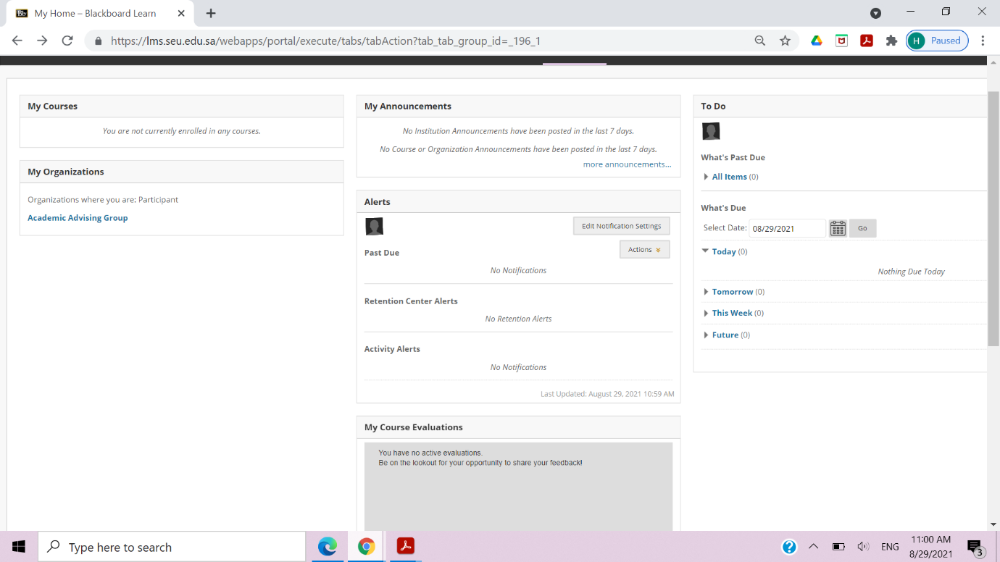 My Home – Blackboard Learn
https://lms.seu.edu.sa/webapps/portal/execute/tabs/tabAction?tab_tab_group_id=_196_1
H Paused
My Courses
You are not currently enrolled in any courses.
My Organizations
Organizations where you are: Participant
Academic Advising Group
My Announcements
No Institution Announcements have been posted in the last 7 days.
No Course or Organization Announcements have been posted in the last 7 days.
more announcements...
Alerts
Edit Notification Settings
Actions
Past Due
No Notifications
Retention Center Alerts
No Retention Alerts
Activity Alerts
No Notifications
Last Updated: August 29, 2021 10:59 AM
My Course Evaluations
You have no active evaluations.
Be on the lookout for your opportunity to share your feedback!
To Do
What's Past Due
All Items (0)
What's Due
Select Date: 08/29/2021 Go
Today (0)
Nothing Due Today
Tomorrow (0)
This Week (0)
Future (0)
Type here to search
ENG
11:00 AM
8/29/2021
3